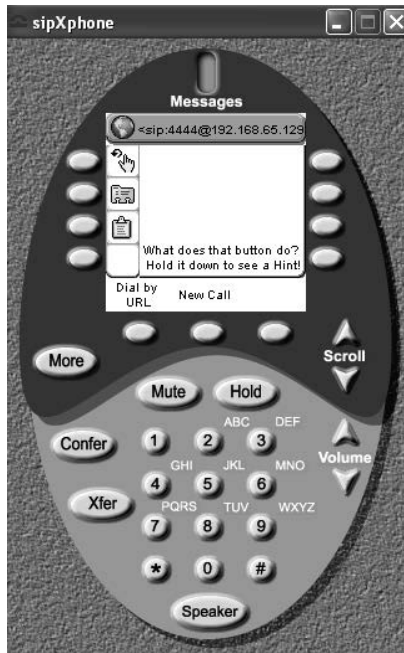 sipXphone
Messages
<sip:4444@192.168.65.129
What does that button do?
Hold it down to see a Hint!
Dial by
URL
New Call
More
Scroll
Mute
Hold
Confer
Xfer
Volume
1
2 ABC
3 DEF
4 GHI
5 JKL
6 MNO
7 PQRS
8 TUV
9 WXYZ
*
0
#
Speaker